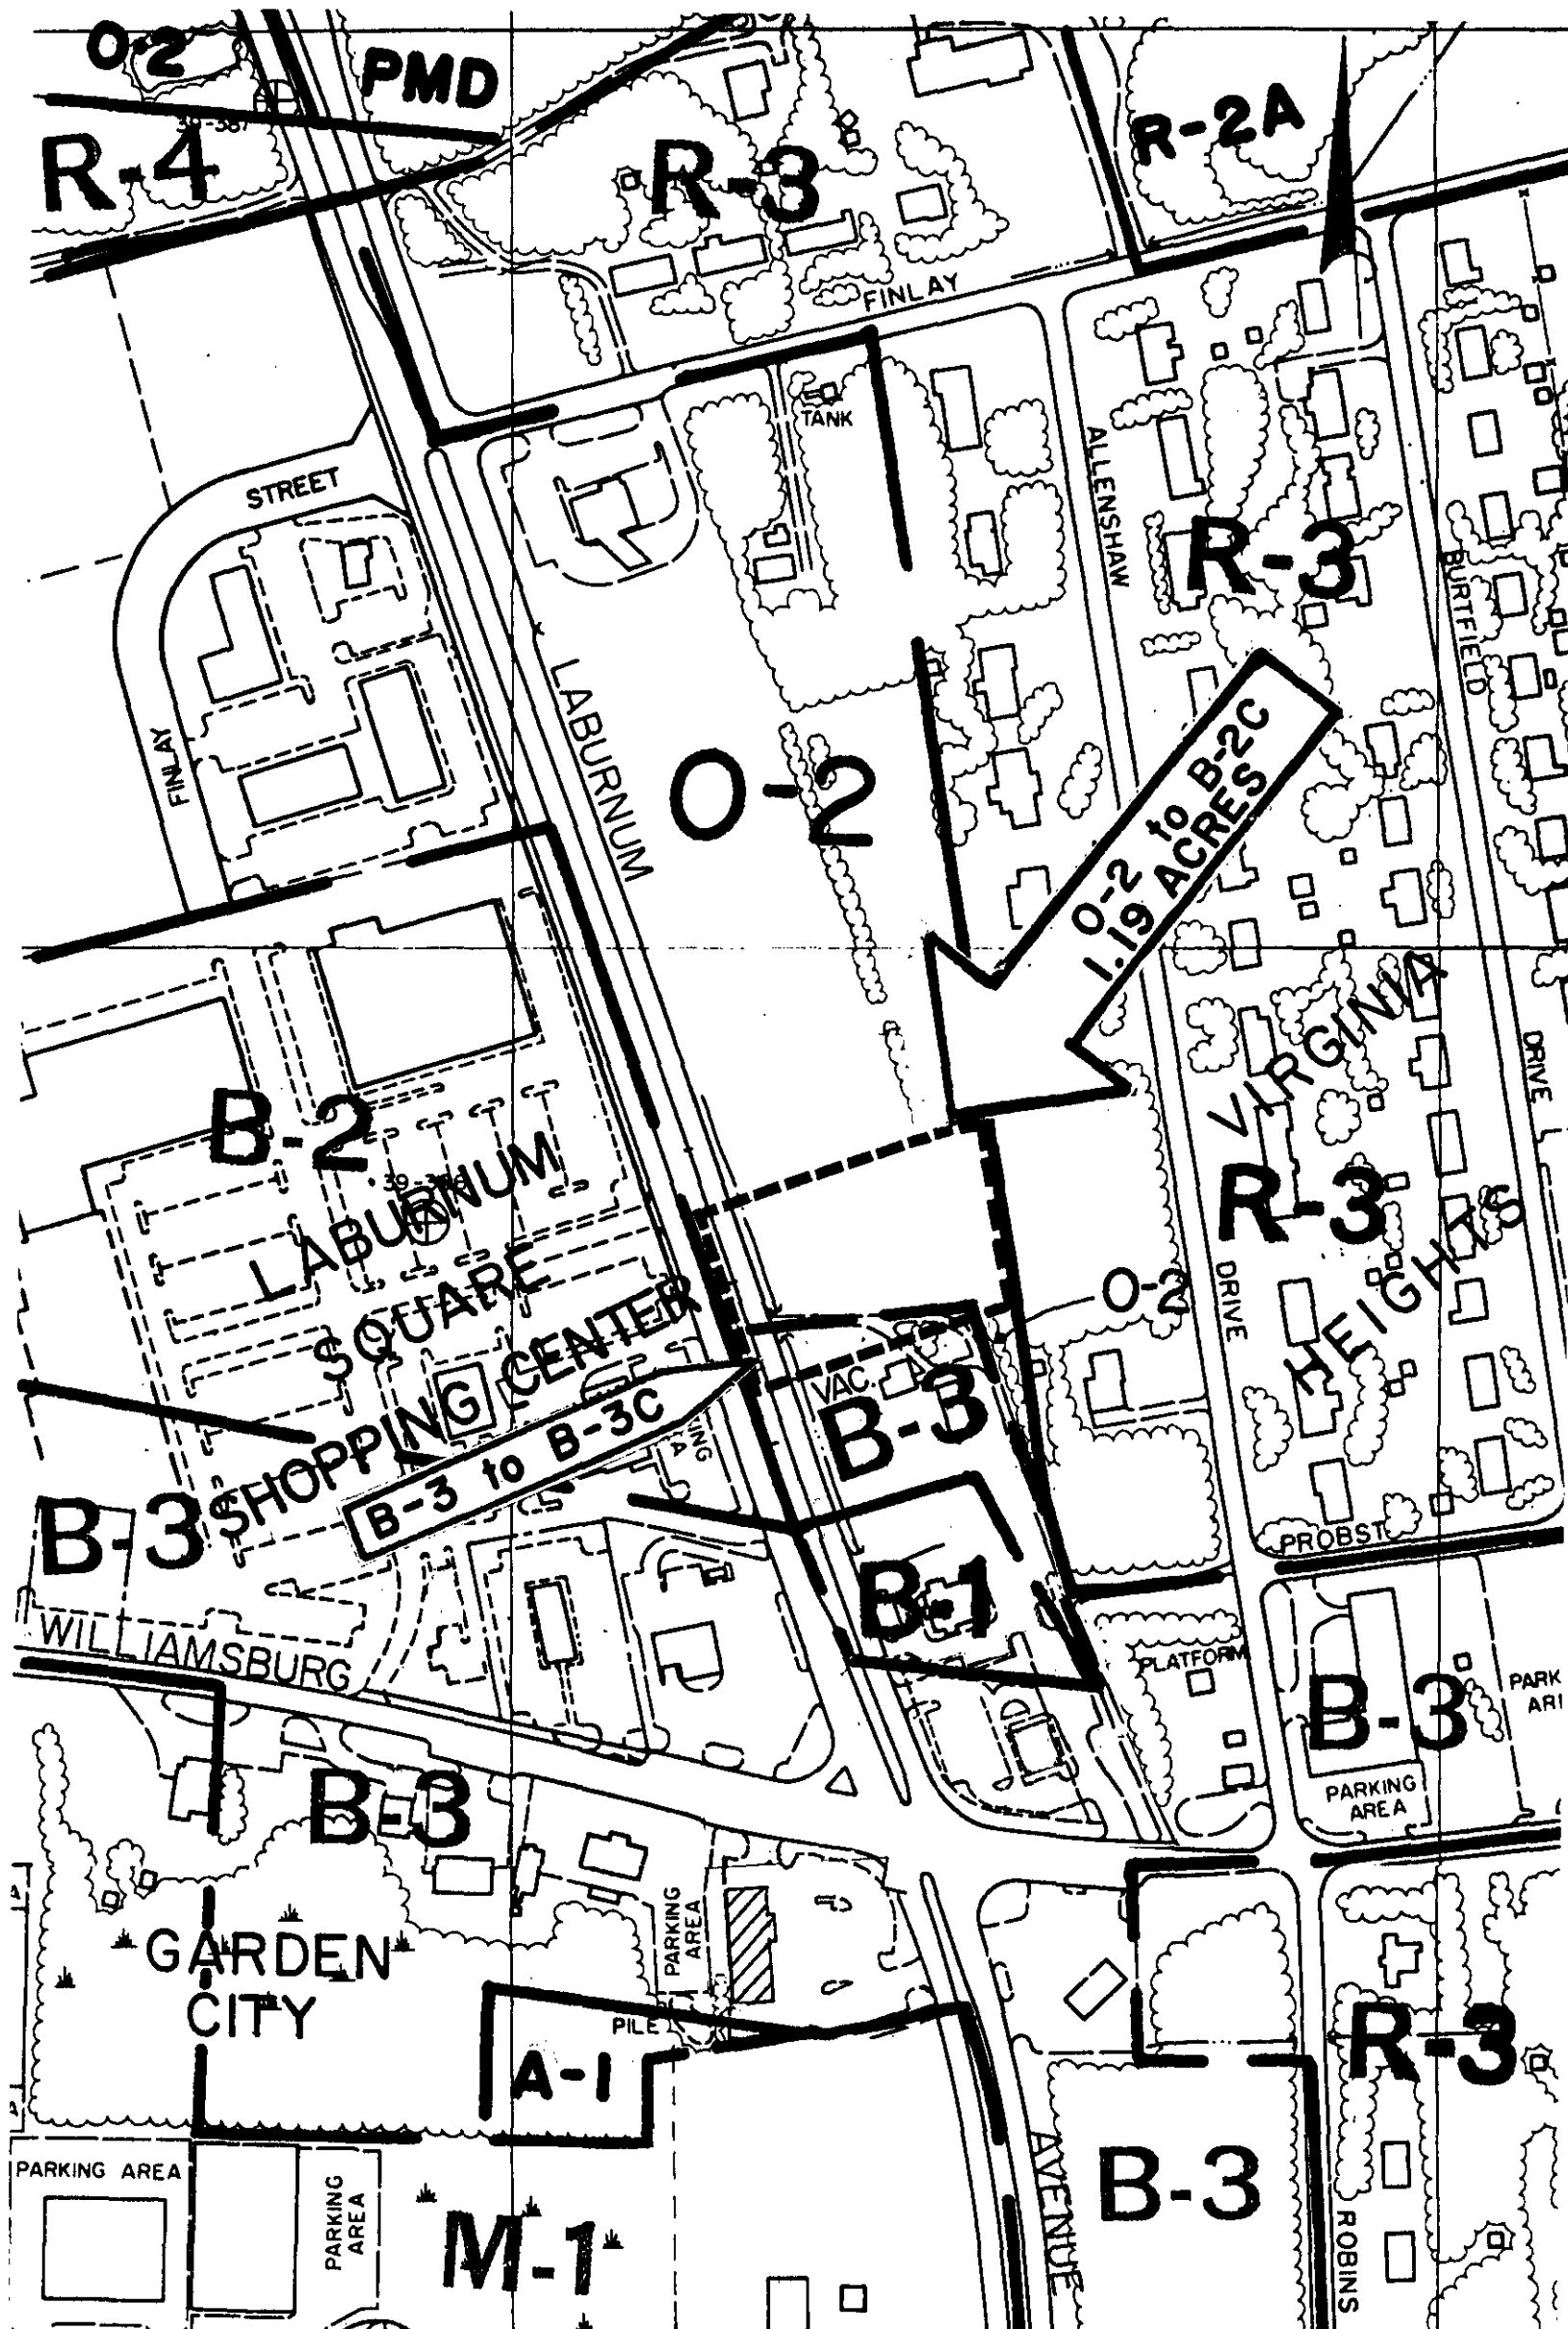 O-2
PMD
R-4
R-3
R-2A
FINLAY
TANK
STREET
ALLENSHAW
R-3
BURTFIELD
LABURNUM
FINLAY
O-2
O-2 to B-2C
1.19 ACRES
VIRGINIA
HEIGHTS
DRIVE
B-2
LABURNUM
SQUARE
SHOPPING CENTER
R-3
O-2
DRIVE
VAC.
B-3
B-3 to B-3C
B-3
PROBST
B-1
WILLIAMSBURG
PLATFORM
B-3
PARKING
AREA
B-3
GARDEN
CITY
PARKING
AREA
PILE
A-1
R-3
PARKING AREA
PARKING
AREA
M-1
AVENUE
B-3
ROBINS